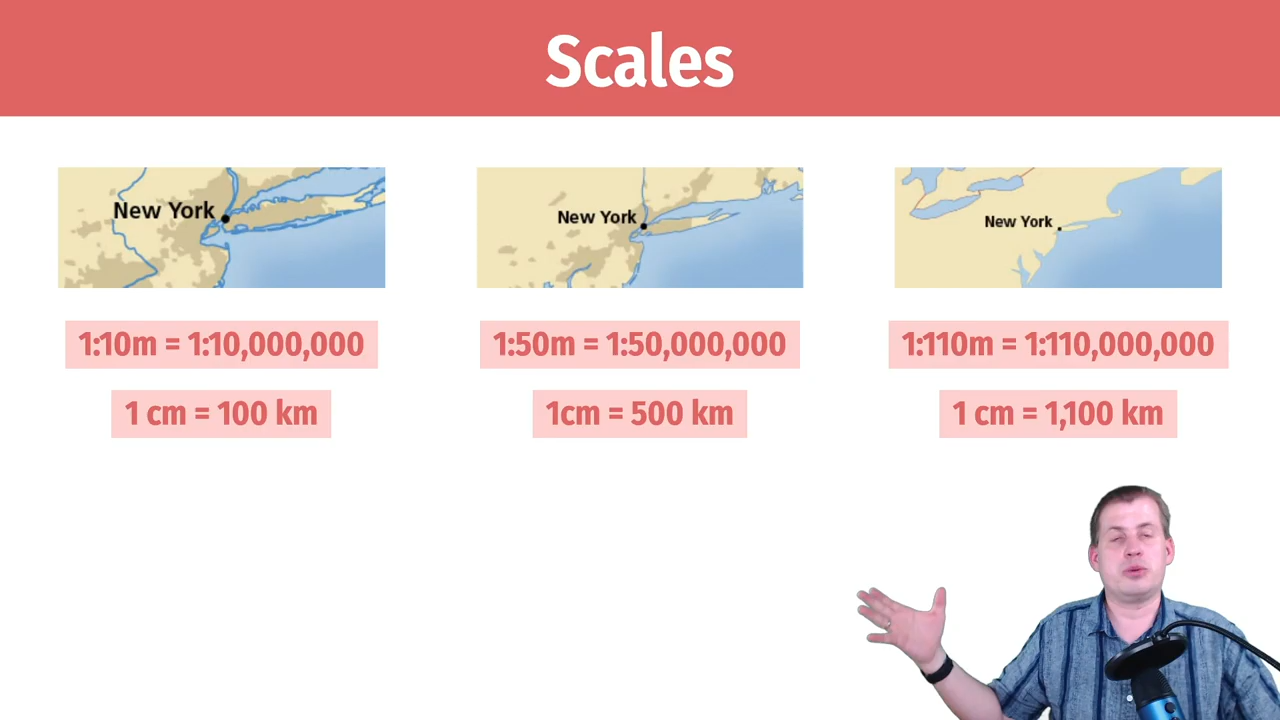 Scales
New York
New York
New York
1:10m = 1:10,000,000
1:50m = 1:50,000,000
1:110m = 1:110,000,000
1 cm = 100 km
1cm = 500 km
1 cm = 1,100 km